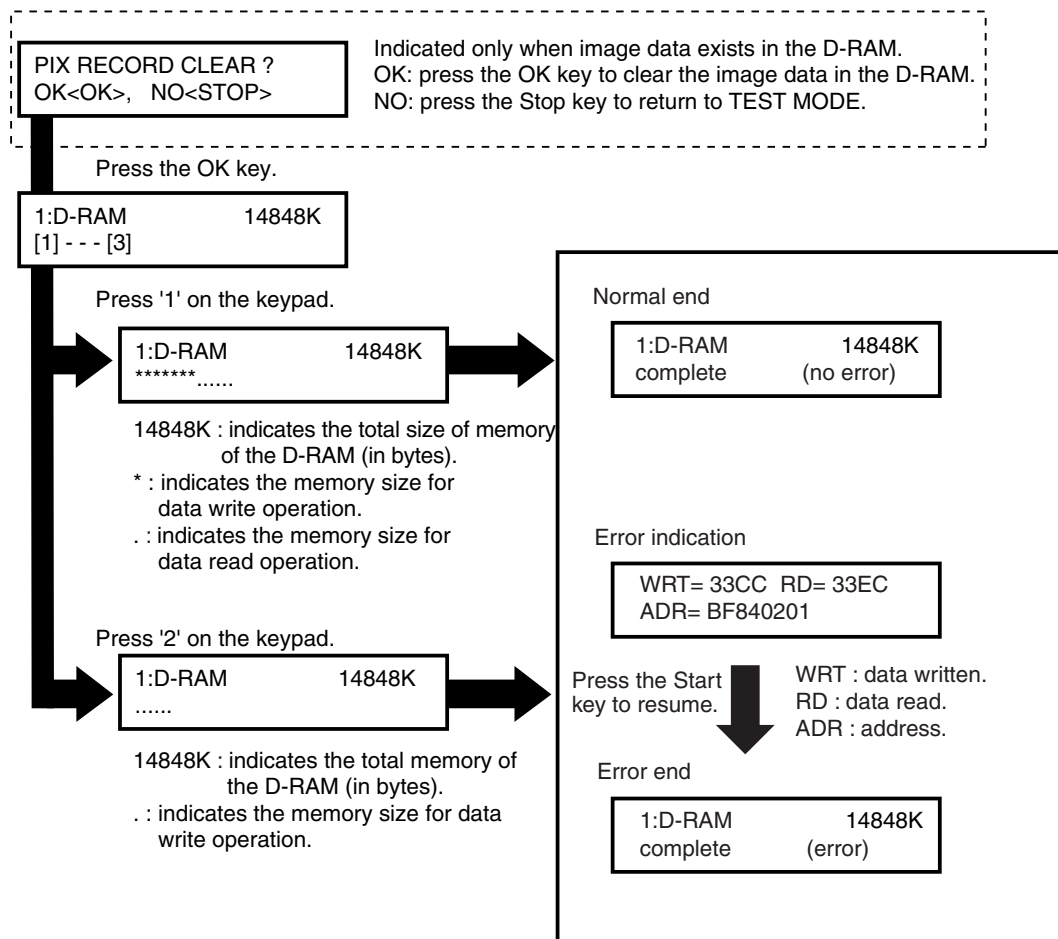 PIX RECORD CLEAR ?
OK<OK>, NO<STOP>
Indicated only when image data exists in the D-RAM.
OK: press the OK key to clear the image data in the D-RAM.
NO: press the Stop key to return to TEST MODE.
Press the OK key.
1:D-RAM 14848K
[1] - - - [3]
Press '1' on the keypad.
1:D-RAM 14848K
*******......
14848K : indicates the total size of memory
of the D-RAM (in bytes).
* : indicates the memory size for
data write operation.
. : indicates the memory size for
data read operation.
Press '2' on the keypad.
1:D-RAM 14848K
......
14848K : indicates the total memory of
the D-RAM (in bytes).
. : indicates the memory size for data
write operation.
Normal end
1:D-RAM 14848K
complete (no error)
Error indication
WRT= 33CC RD= 33EC
ADR= BF840201
Press the Start
key to resume.
WRT : data written.
RD : data read.
ADR : address.
Error end
1:D-RAM 14848K
complete (error)